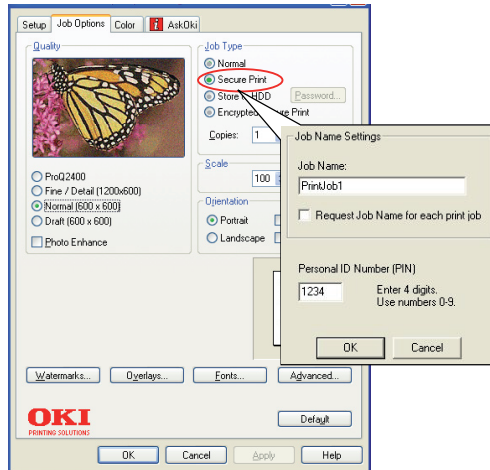 Setup Job Options Color AskOki
Quality
ProQ2400
Fine / Detail (1200x600)
Normal (600 x 600)
Draft (600 x 600)
Photo Enhance
Job Type
Normal
Secure Print
Store HDD Password...
Encrypted re Print
Copies: 1
Scale
100
Orientation
Portrait
Landscape
Job Name Settings
Job Name:
PrintJob1
Request Job Name for each print job
Personal ID Number (PIN)
1234 Enter 4 digits.
Use numbers 0-9.
OK Cancel
Watermarks... Overlays... Fonts... Advanced...
OKI
PRINTING SOLUTIONS
Default
OK Cancel Apply Help